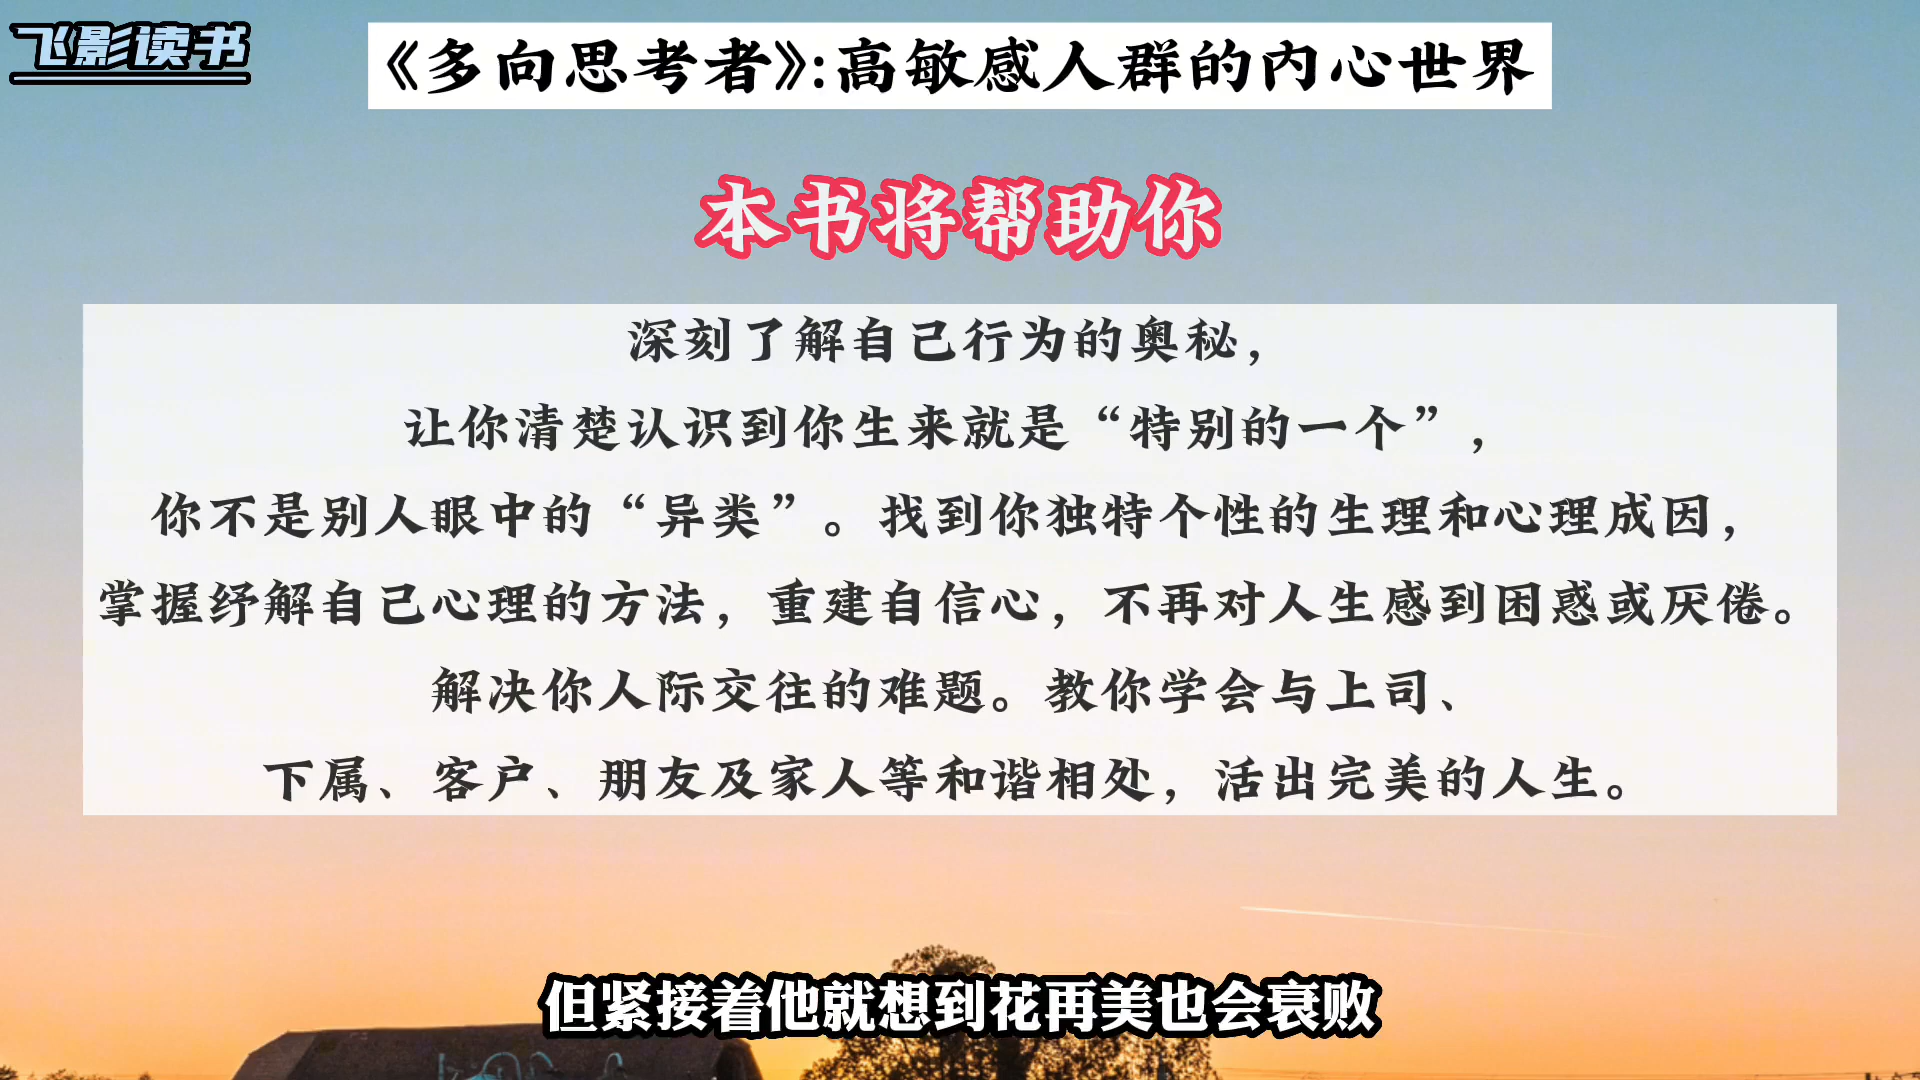 飞影读书
《多向思考者》:高敏感人群的内心世界
本书将帮助你
深刻了解自己行为的奥秘，
让你清楚认识到你生来就是“特别的一个”，
你不是别人眼中的“异类”。找到你独特个性的生理和心理成因，
掌握纾解自己心理的方法，重建自信心，不再对人生感到困惑或厌倦。
解决你人际交往的难题。教你学会与上司、
下属、客户、朋友及家人等和谐相处，活出完美的人生。
但紧接着他就想到花再美也会衰败